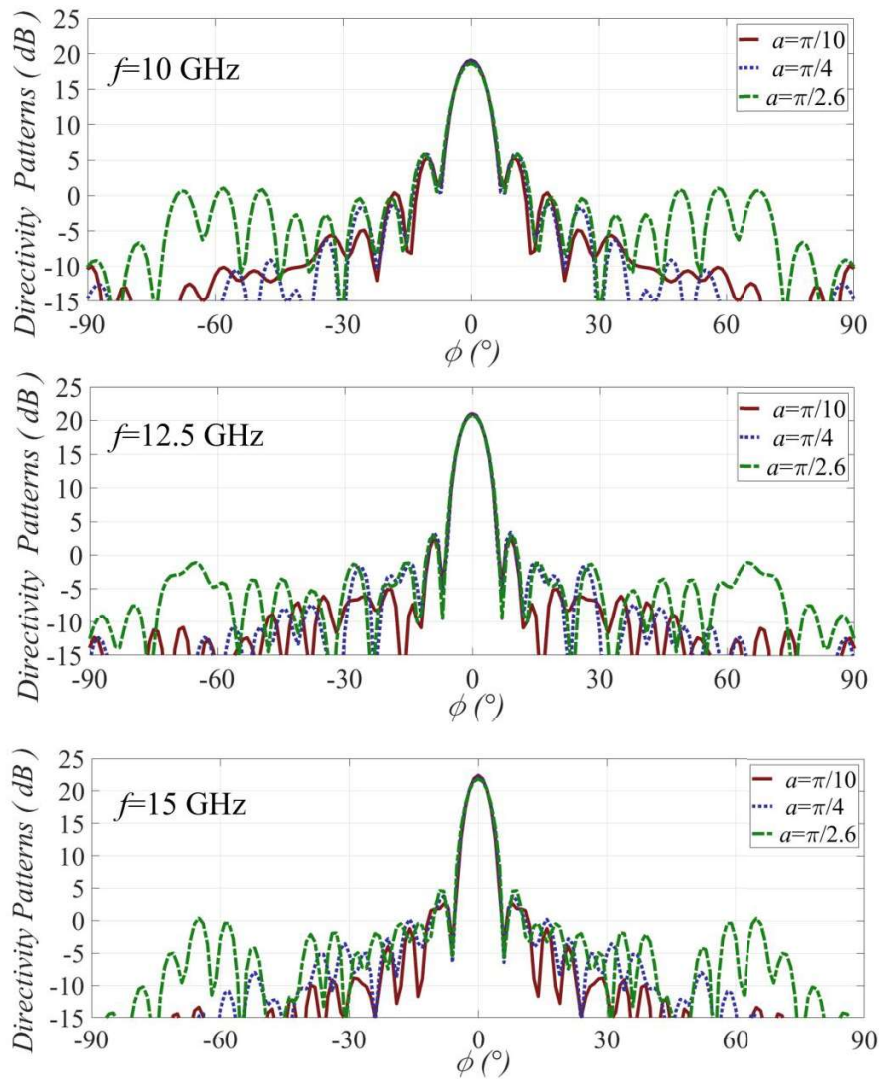 Directivity Patterns ( dB )
25
20
15
10
5
0
-5
-10
-15
f=10 GHz
a=π/10
a=π/4
a=π/2.6
-90
-60
-30
0
30
60
90
ϕ (°)
Directivity Patterns ( dB )
25
20
15
10
5
0
-5
-10
-15
f=12.5 GHz
a=π/10
a=π/4
a=π/2.6
-90
-60
-30
0
30
60
90
ϕ (°)
Directivity Patterns ( dB )
25
20
15
10
5
0
-5
-10
-15
f=15 GHz
a=π/10
a=π/4
a=π/2.6
-90
-60
-30
0
30
60
90
ϕ (°)